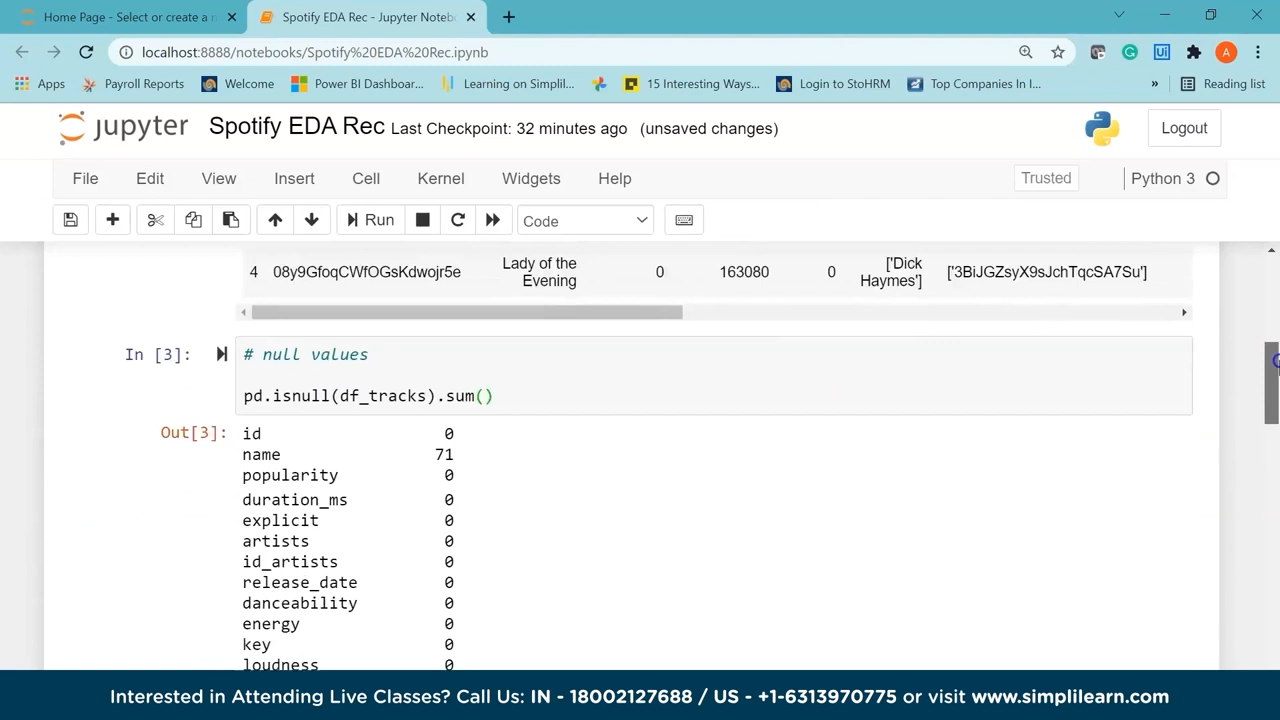 Home Page - Select or create a n
Spotify EDA Rec - Jupyter Notebo
localhost:8888/notebooks/Spotify%20EDA%20Rec.ipynb
Apps Payroll Reports Welcome Power BI Dashboar... Learning on Simplil... 15 Interesting Ways... Login to StoHRM Top Companies In I... » Reading list
jupyter Spotify EDA Rec Last Checkpoint: 32 minutes ago (unsaved changes) Logout
File Edit View Insert Cell Kernel Widgets Help Trusted Python 3
Run Code
4 08y9GfoqCWfOGsKdwojr5e Lady of the Evening 0 163080 0 ['Dick Haymes'] ['3BiJGZsyX9sJchTqcSA7Su']
In [3]: # null values
pd.isnull(df_tracks).sum()
Out[3]: id 0
name 71
popularity 0
duration_ms 0
explicit 0
artists 0
id_artists 0
release_date 0
danceability 0
energy 0
key 0
loudness 0
Interested in Attending Live Classes? Call Us: IN - 18002127688 / US - +1-6313970775 or visit www.simplilearn.com